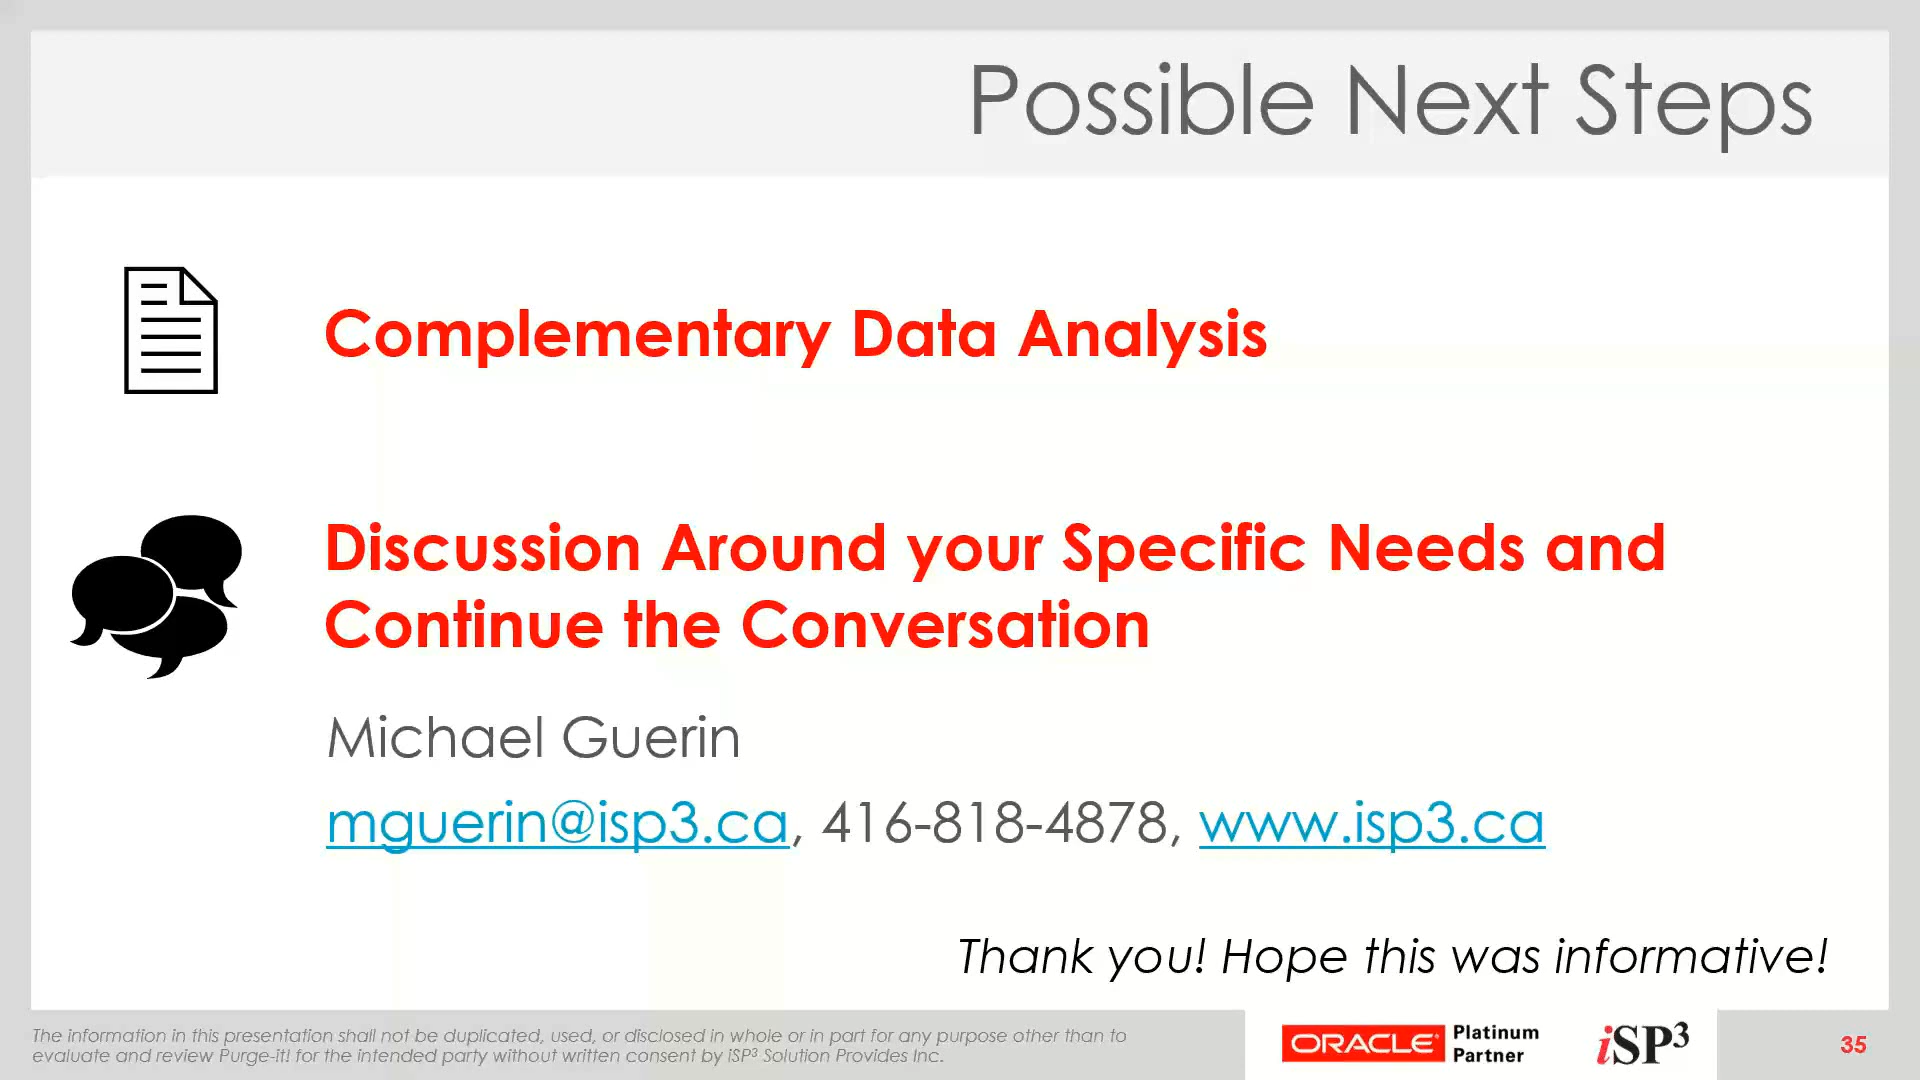 Possible Next Steps
Complementary Data Analysis
Discussion Around your Specific Needs and
Continue the Conversation
Michael Guerin
mguerin@isp3.ca, 416-818-4878, www.isp3.ca
Thank you! Hope this was informative!
The information in this presentation shall not be duplicated, used, or disclosed in whole or in part for any purpose other than to
evaluate and review Purge-it! for the intended party without written consent by iSP³ Solution Provides Inc.
ORACLE Platinum
Partner
iSP³
35